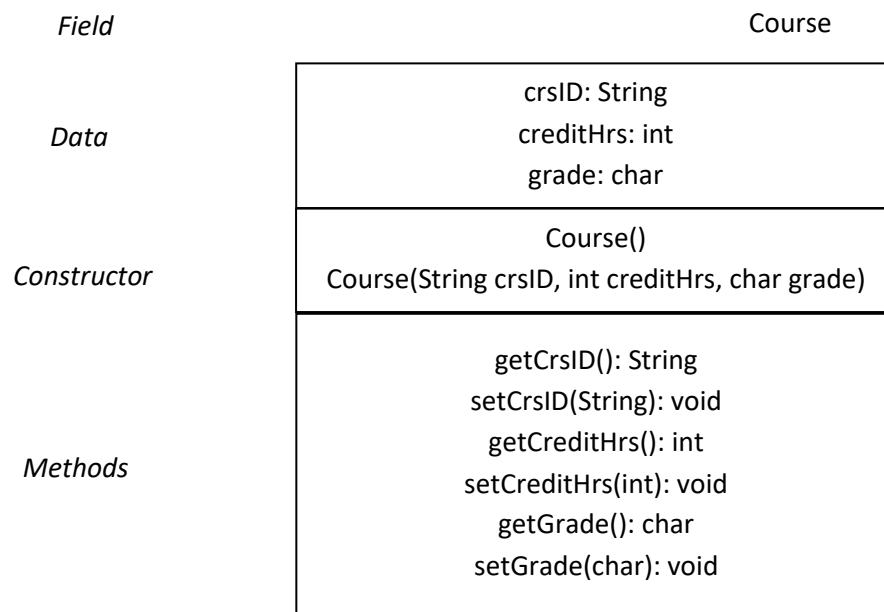 Field Course
Data
crsID: String
creditHrs: int
grade: char
Constructor
Course()
Course(String crsID, int creditHrs, char grade)
Methods
getCrsID(): String
setCrsID(String): void
getCreditHrs(): int
setCreditHrs(int): void
getGrade(): char
setGrade(char): void